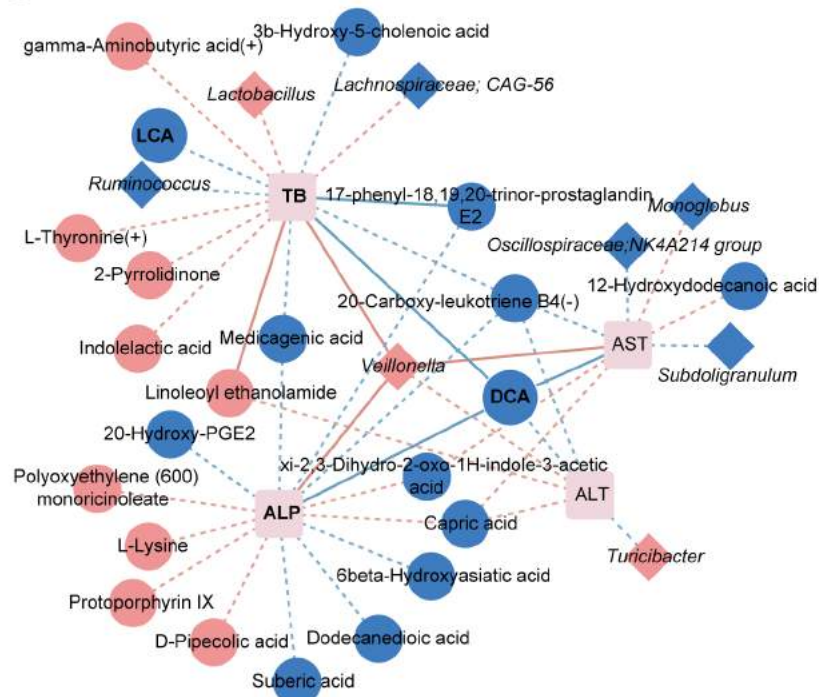 3b-Hydroxy-5-cholenoic acid
gamma-Aminobutyric acid(+)
Lactobacillus
Lachnospiraceae; CAG-56
LCA
Ruminococcus
TB
17-phenyl-18,19,20-trinor-prostaglandin
E2
Monoglobus
L-Thyronine(+)
Oscillospiraceae;NK4A214 group
2-Pyrrolidinone
12-Hydroxydodecanoic acid
20-Carboxy-leukotriene B4(-)
Indolelactic acid
Medicagenic acid
AST
Veillonella
Subdoligranulum
Linoleoyl ethanolamide
DCA
20-Hydroxy-PGE2
xi-2,3-Dihydro-2-oxo-1H-indole-3-acetic
acid
Polyoxyethylene (600)
monoricinoleate
ALT
ALP
Capric acid
L-Lysine
Turicibacter
6beta-Hydroxyasiatic acid
Protoporphyrin IX
D-Pipecolic acid
Dodecanedioic acid
Suberic acid